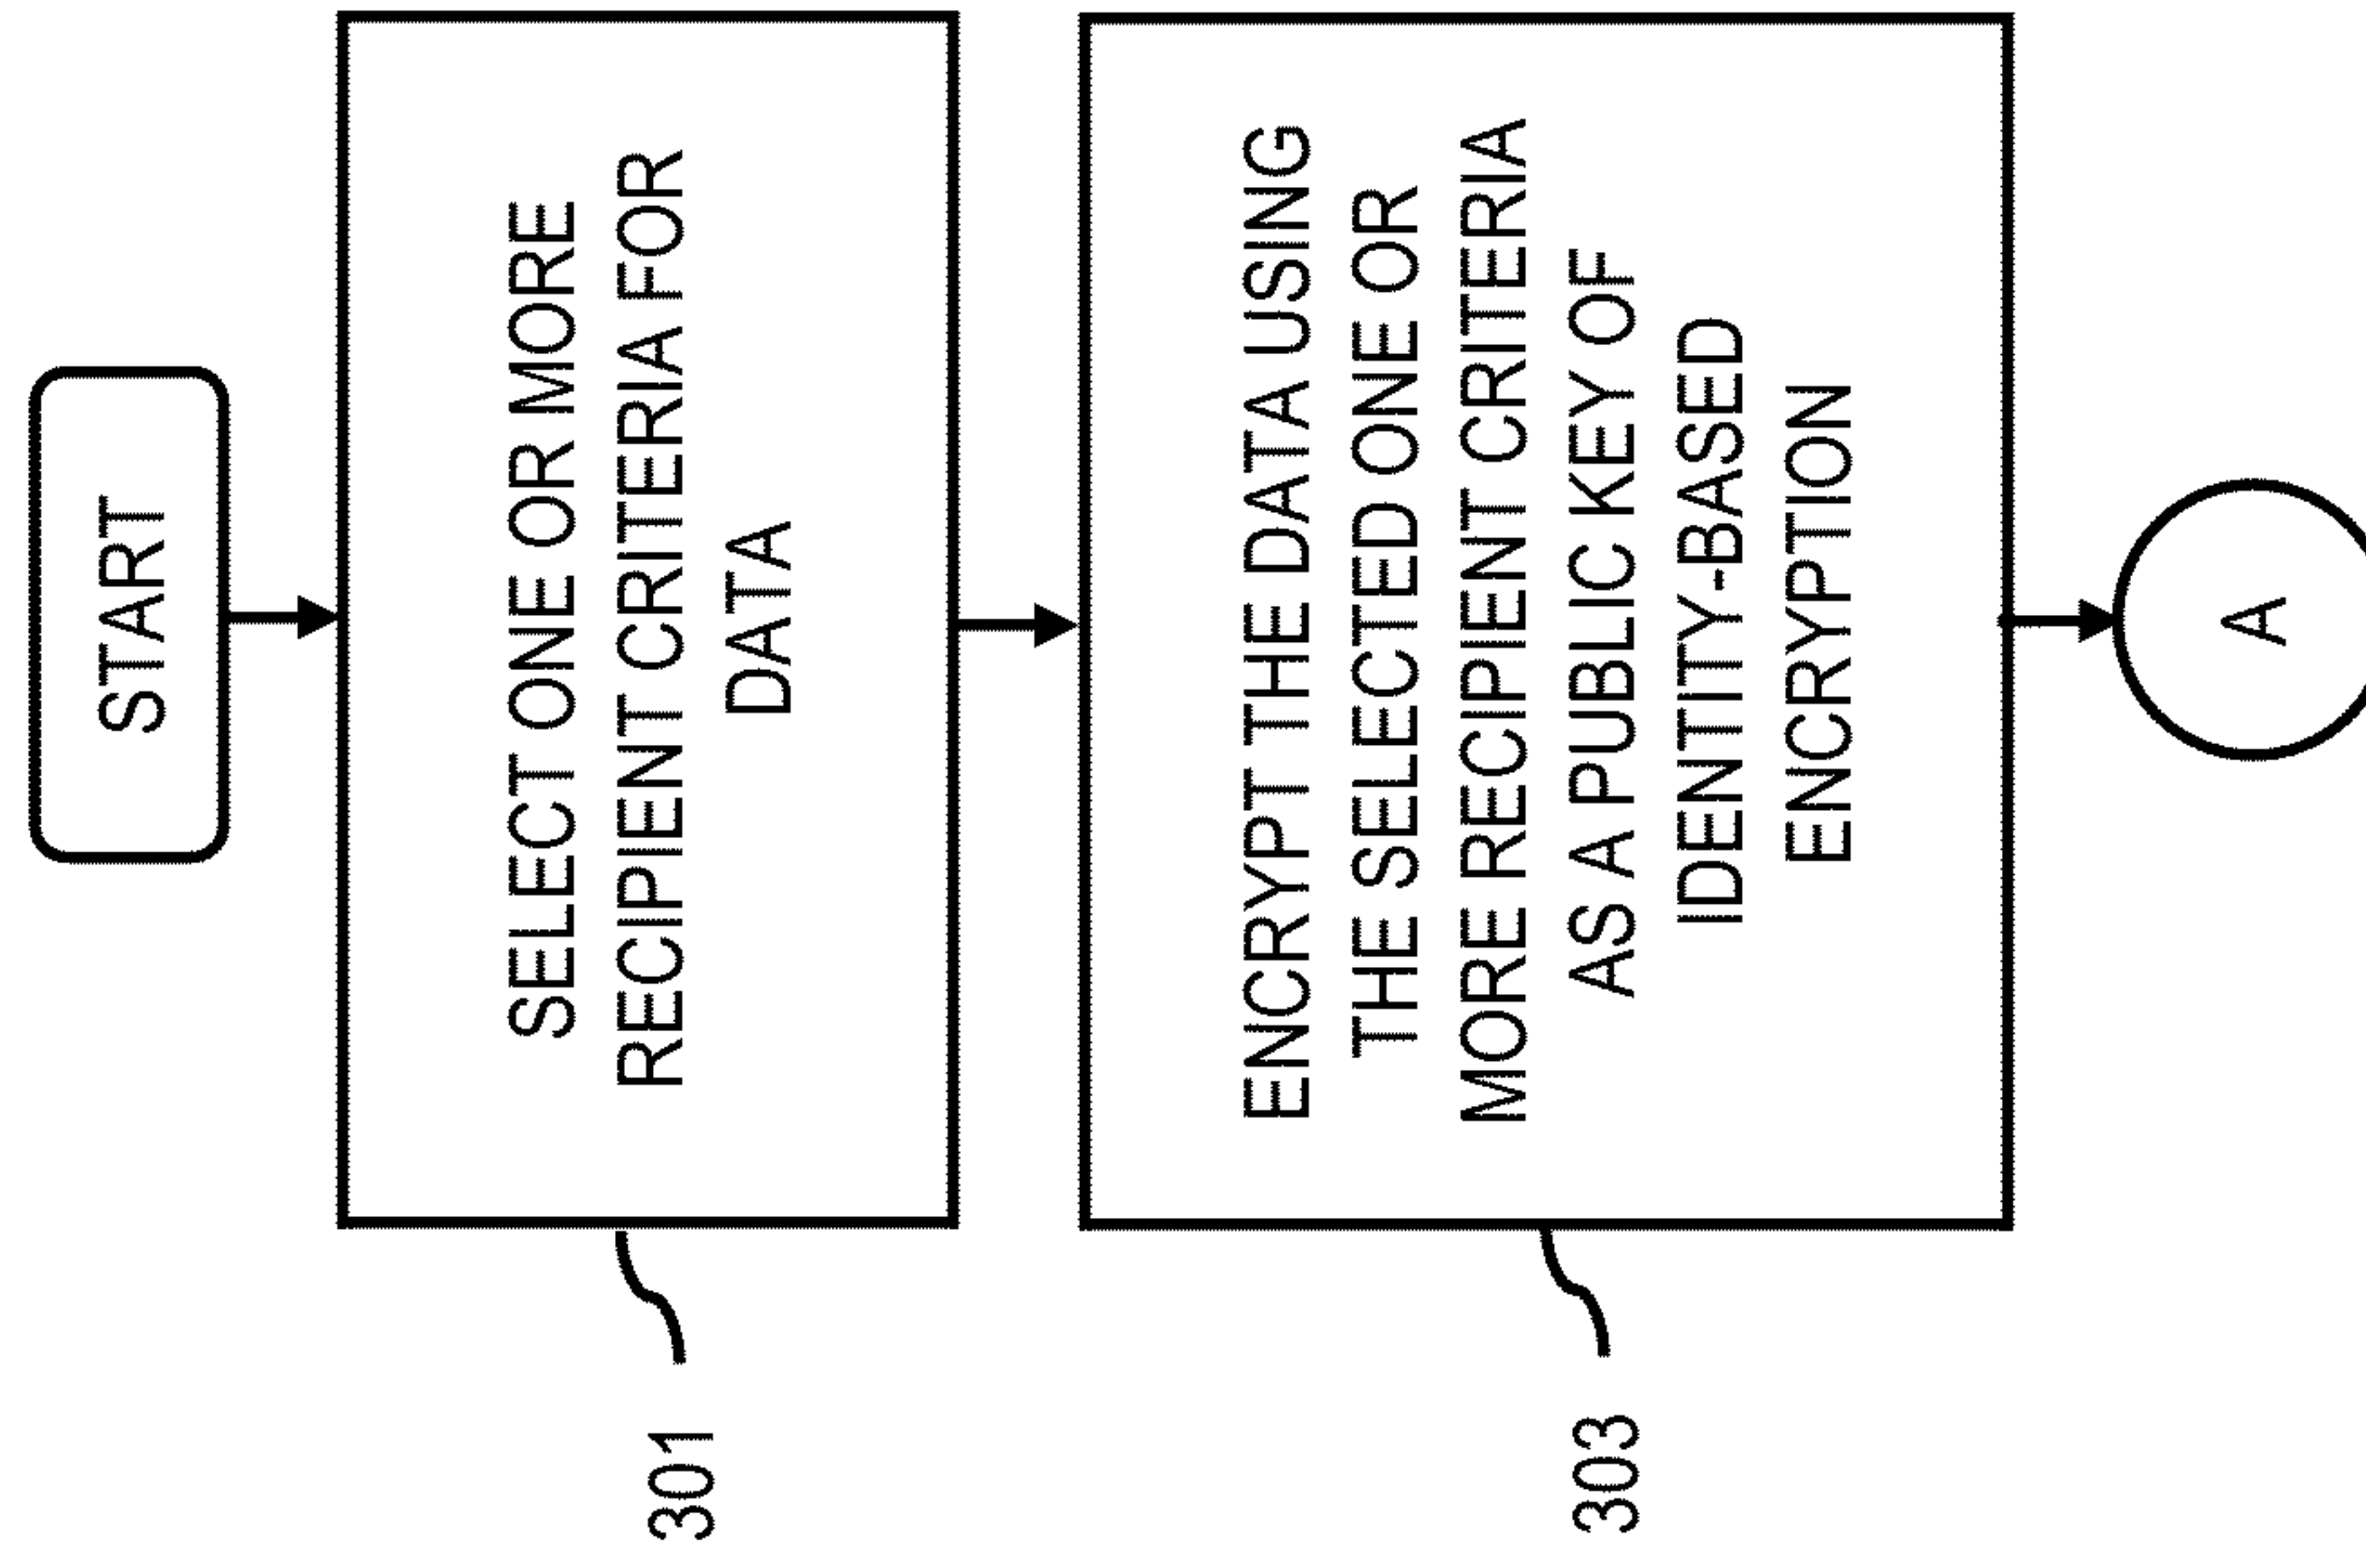 START
SELECT ONE OR MORE
RECIPIENT CRITERIA FOR
DATA
301
ENCRYPT THE DATA USING
THE SELECTED ONE OR
MORE RECIPIENT CRITERIA
AS A PUBLIC KEY OF
IDENTITY-BASED
ENCRYPTION
303
A